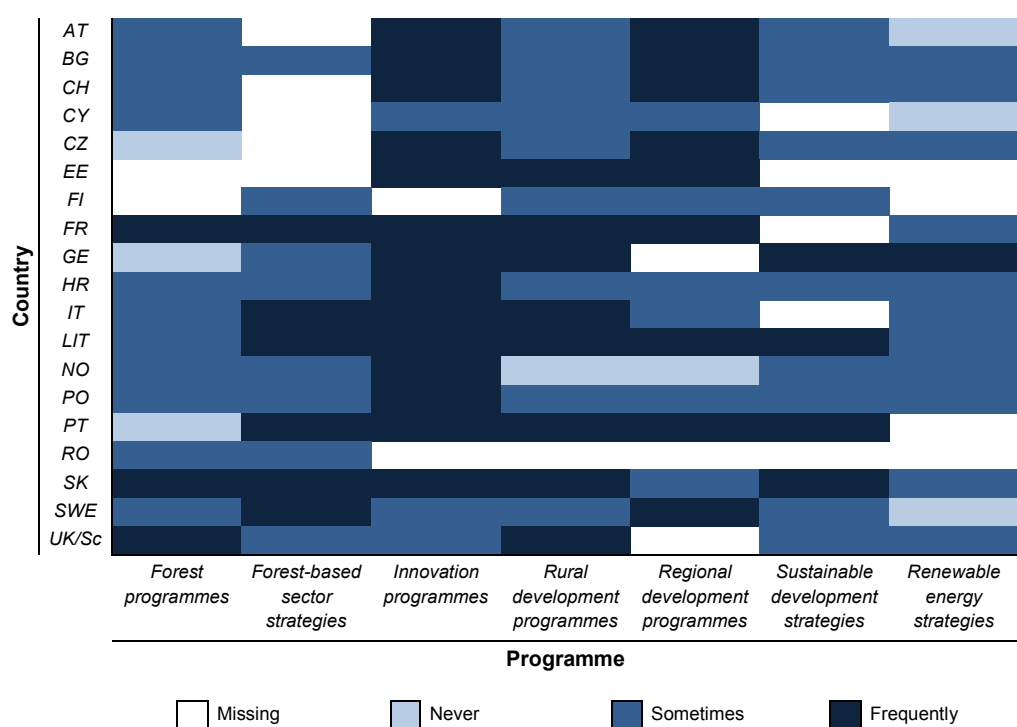 Country
AT
BG
CH
CY
CZ
EE
FI
FR
GE
HR
IT
LIT
NO
PO
PT
RO
SK
SWE
UK/Sc
Forest
programmes
Forest-based
sector
strategies
Innovation
programmes
Rural
development
programmes
Regional
development
programmes
Sustainable
development
strategies
Renewable
energy
strategies
Programme
Missing
Never
Sometimes
Frequently